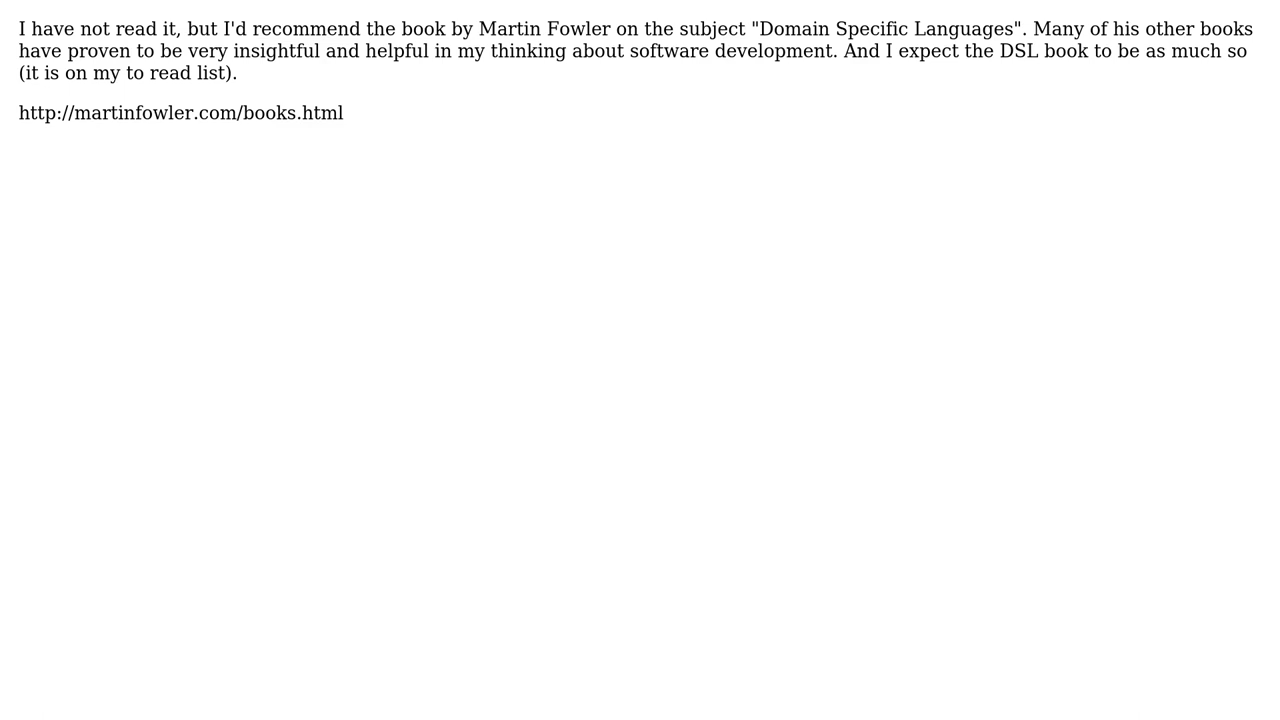 I have not read it, but I'd recommend the book by Martin Fowler on the subject "Domain Specific Languages". Many of his other books
have proven to be very insightful and helpful in my thinking about software development. And I expect the DSL book to be as much so
(it is on my to read list).
http://martinfowler.com/books.html